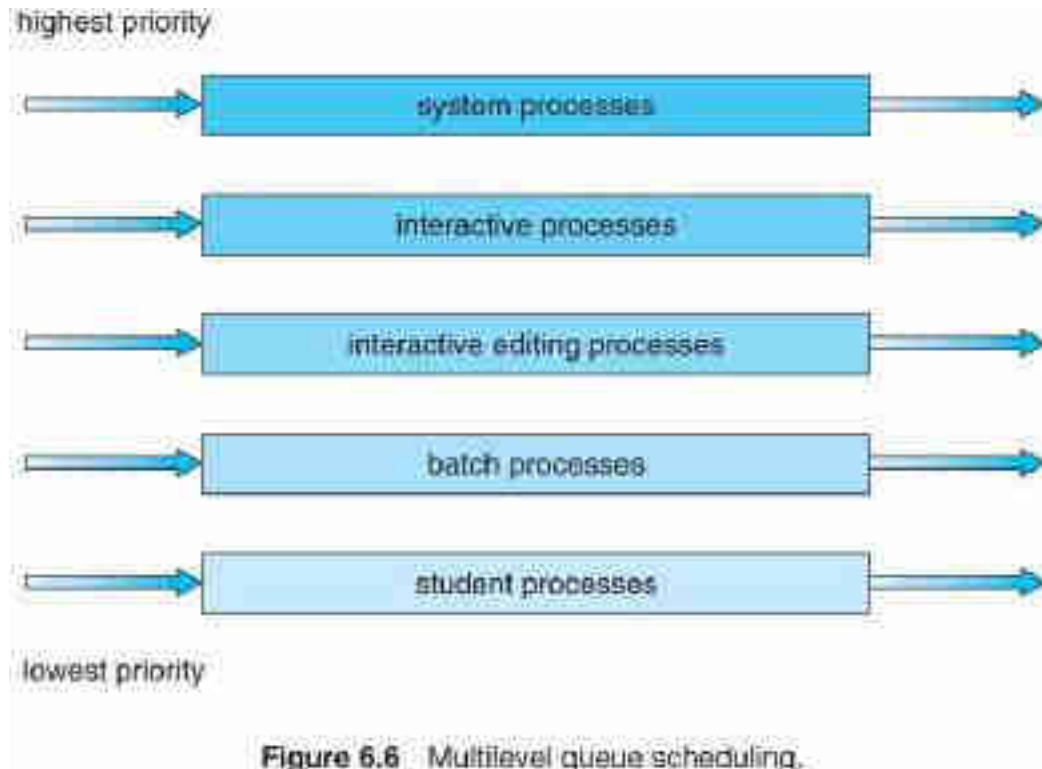 highest priority
system processes
interactive processes
interactive editing processes
batch processes
student processes
lowest priority
Figure 6.6 Multilevel queue scheduling.